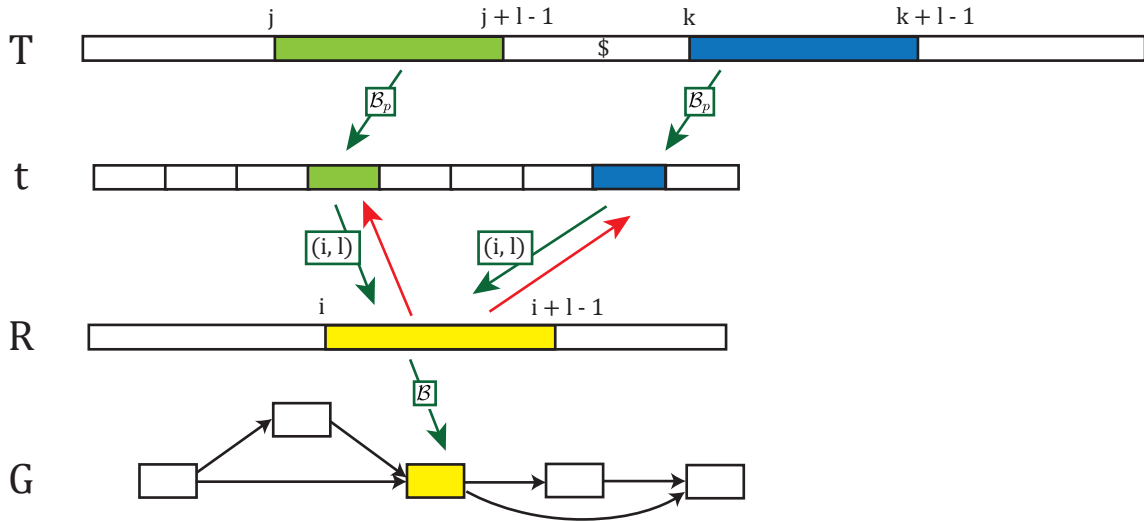 j j + l - 1 k k + l - 1
T $
ℬₚ ℬₚ
t
(i, l) (i, l)
i i + l - 1
R
ℬ
G